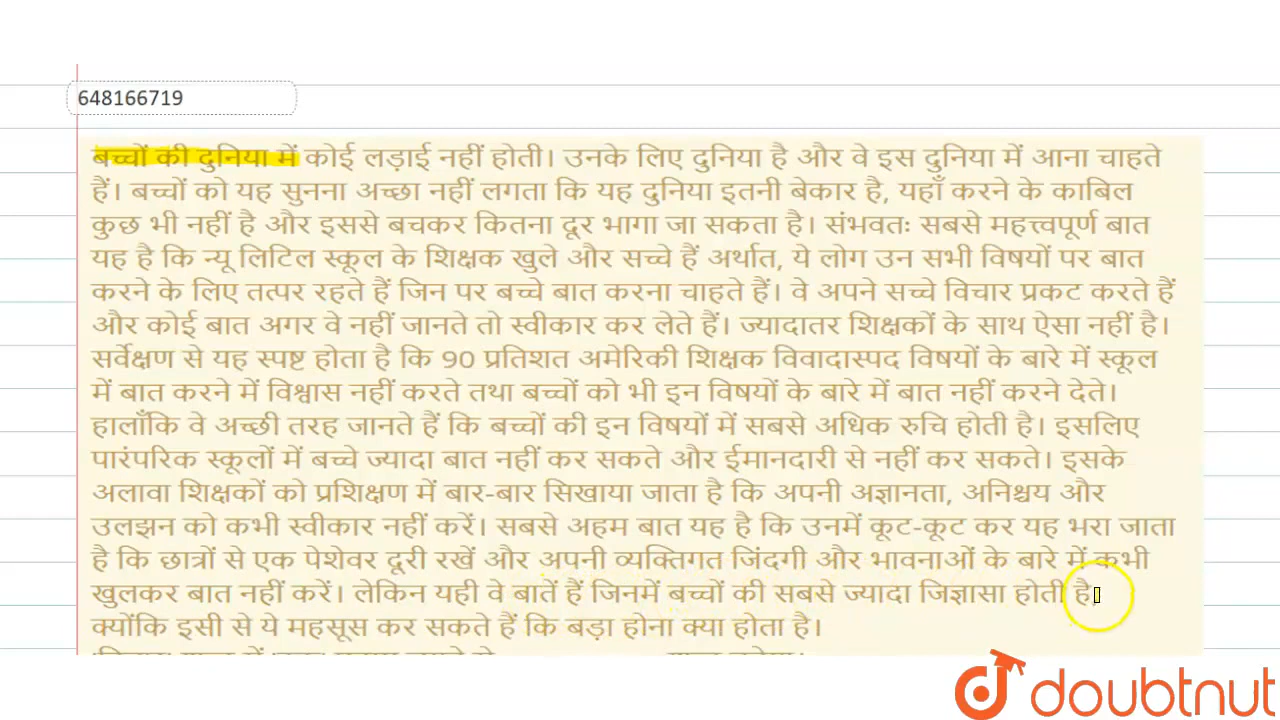 648166719
बच्चों की दुनिया में कोई लड़ाई नहीं होती। उनके लिए दुनिया है और वे इस दुनिया में आना चाहते
हैं। बच्चों को यह सुनना अच्छा नहीं लगता कि यह दुनिया इतनी बेकार है, यहाँ करने के काबिल
कुछ भी नहीं है और इससे बचकर कितना दूर भागा जा सकता है। संभवतः सबसे महत्त्वपूर्ण बात
यह है कि न्यू लिटिल स्कूल के शिक्षक खुले और सच्चे हैं अर्थात, ये लोग उन सभी विषयों पर बात
करने के लिए तत्पर रहते हैं जिन पर बच्चे बात करना चाहते हैं। वे अपने सच्चे विचार प्रकट करते हैं
और कोई बात अगर वे नहीं जानते तो स्वीकार कर लेते हैं। ज्यादातर शिक्षकों के साथ ऐसा नहीं है।
सर्वेक्षण से यह स्पष्ट होता है कि 90 प्रतिशत अमेरिकी शिक्षक विवादास्पद विषयों के बारे में स्कूल
में बात करने में विश्वास नहीं करते तथा बच्चों को भी इन विषयों के बारे में बात नहीं करने देते।
हालाँकि वे अच्छी तरह जानते हैं कि बच्चों की इन विषयों में सबसे अधिक रुचि होती है। इसलिए
पारंपरिक स्कूलों में बच्चे ज्यादा बात नहीं कर सकते और ईमानदारी से नहीं कर सकते। इसके
अलावा शिक्षकों को प्रशिक्षण में बार-बार सिखाया जाता है कि अपनी अज्ञानता, अनिश्चय और
उलझन को कभी स्वीकार नहीं करें। सबसे अहम बात यह है कि उनमें कूट-कूट कर यह भरा जाता
है कि छात्रों से एक पेशेवर दूरी रखें और अपनी व्यक्तिगत जिंदगी और भावनाओं के बारे में कभी
खुलकर बात नहीं करें। लेकिन यही वे बातें हैं जिनमें बच्चों की सबसे ज्यादा जिज्ञासा होती है,
क्योंकि इसी से ये महसूस कर सकते हैं कि बड़ा होना क्या होता है।
doubtnut